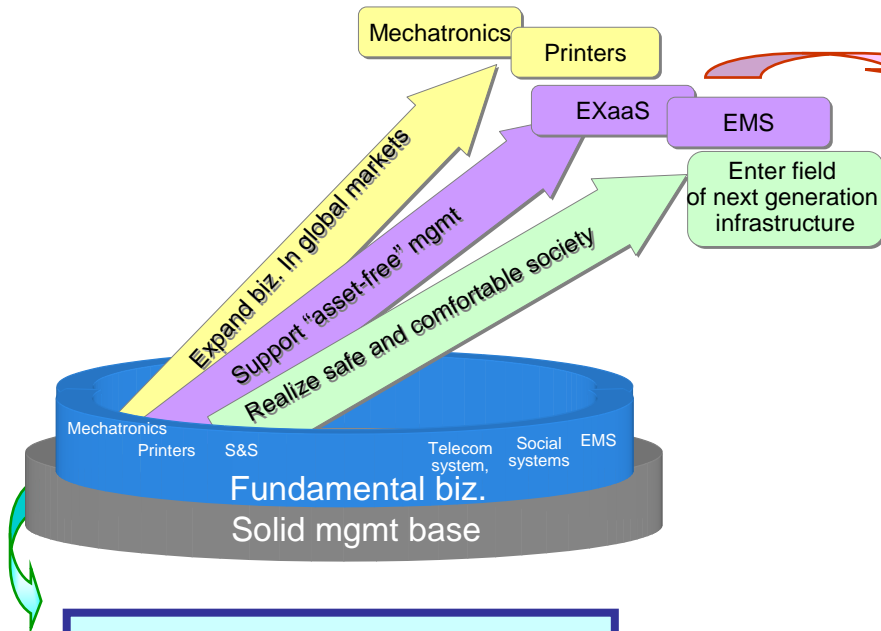 Mechatronics
Printers
EXaaS
EMS
Enter field
of next generation
infrastructure
Expand biz. In global markets
Support “asset-free” mgmt
Realize safe and comfortable society
Mechatronics
Printers
S&S
Telecom
system,
Social
systems
EMS
Fundamental biz.
Solid mgmt base